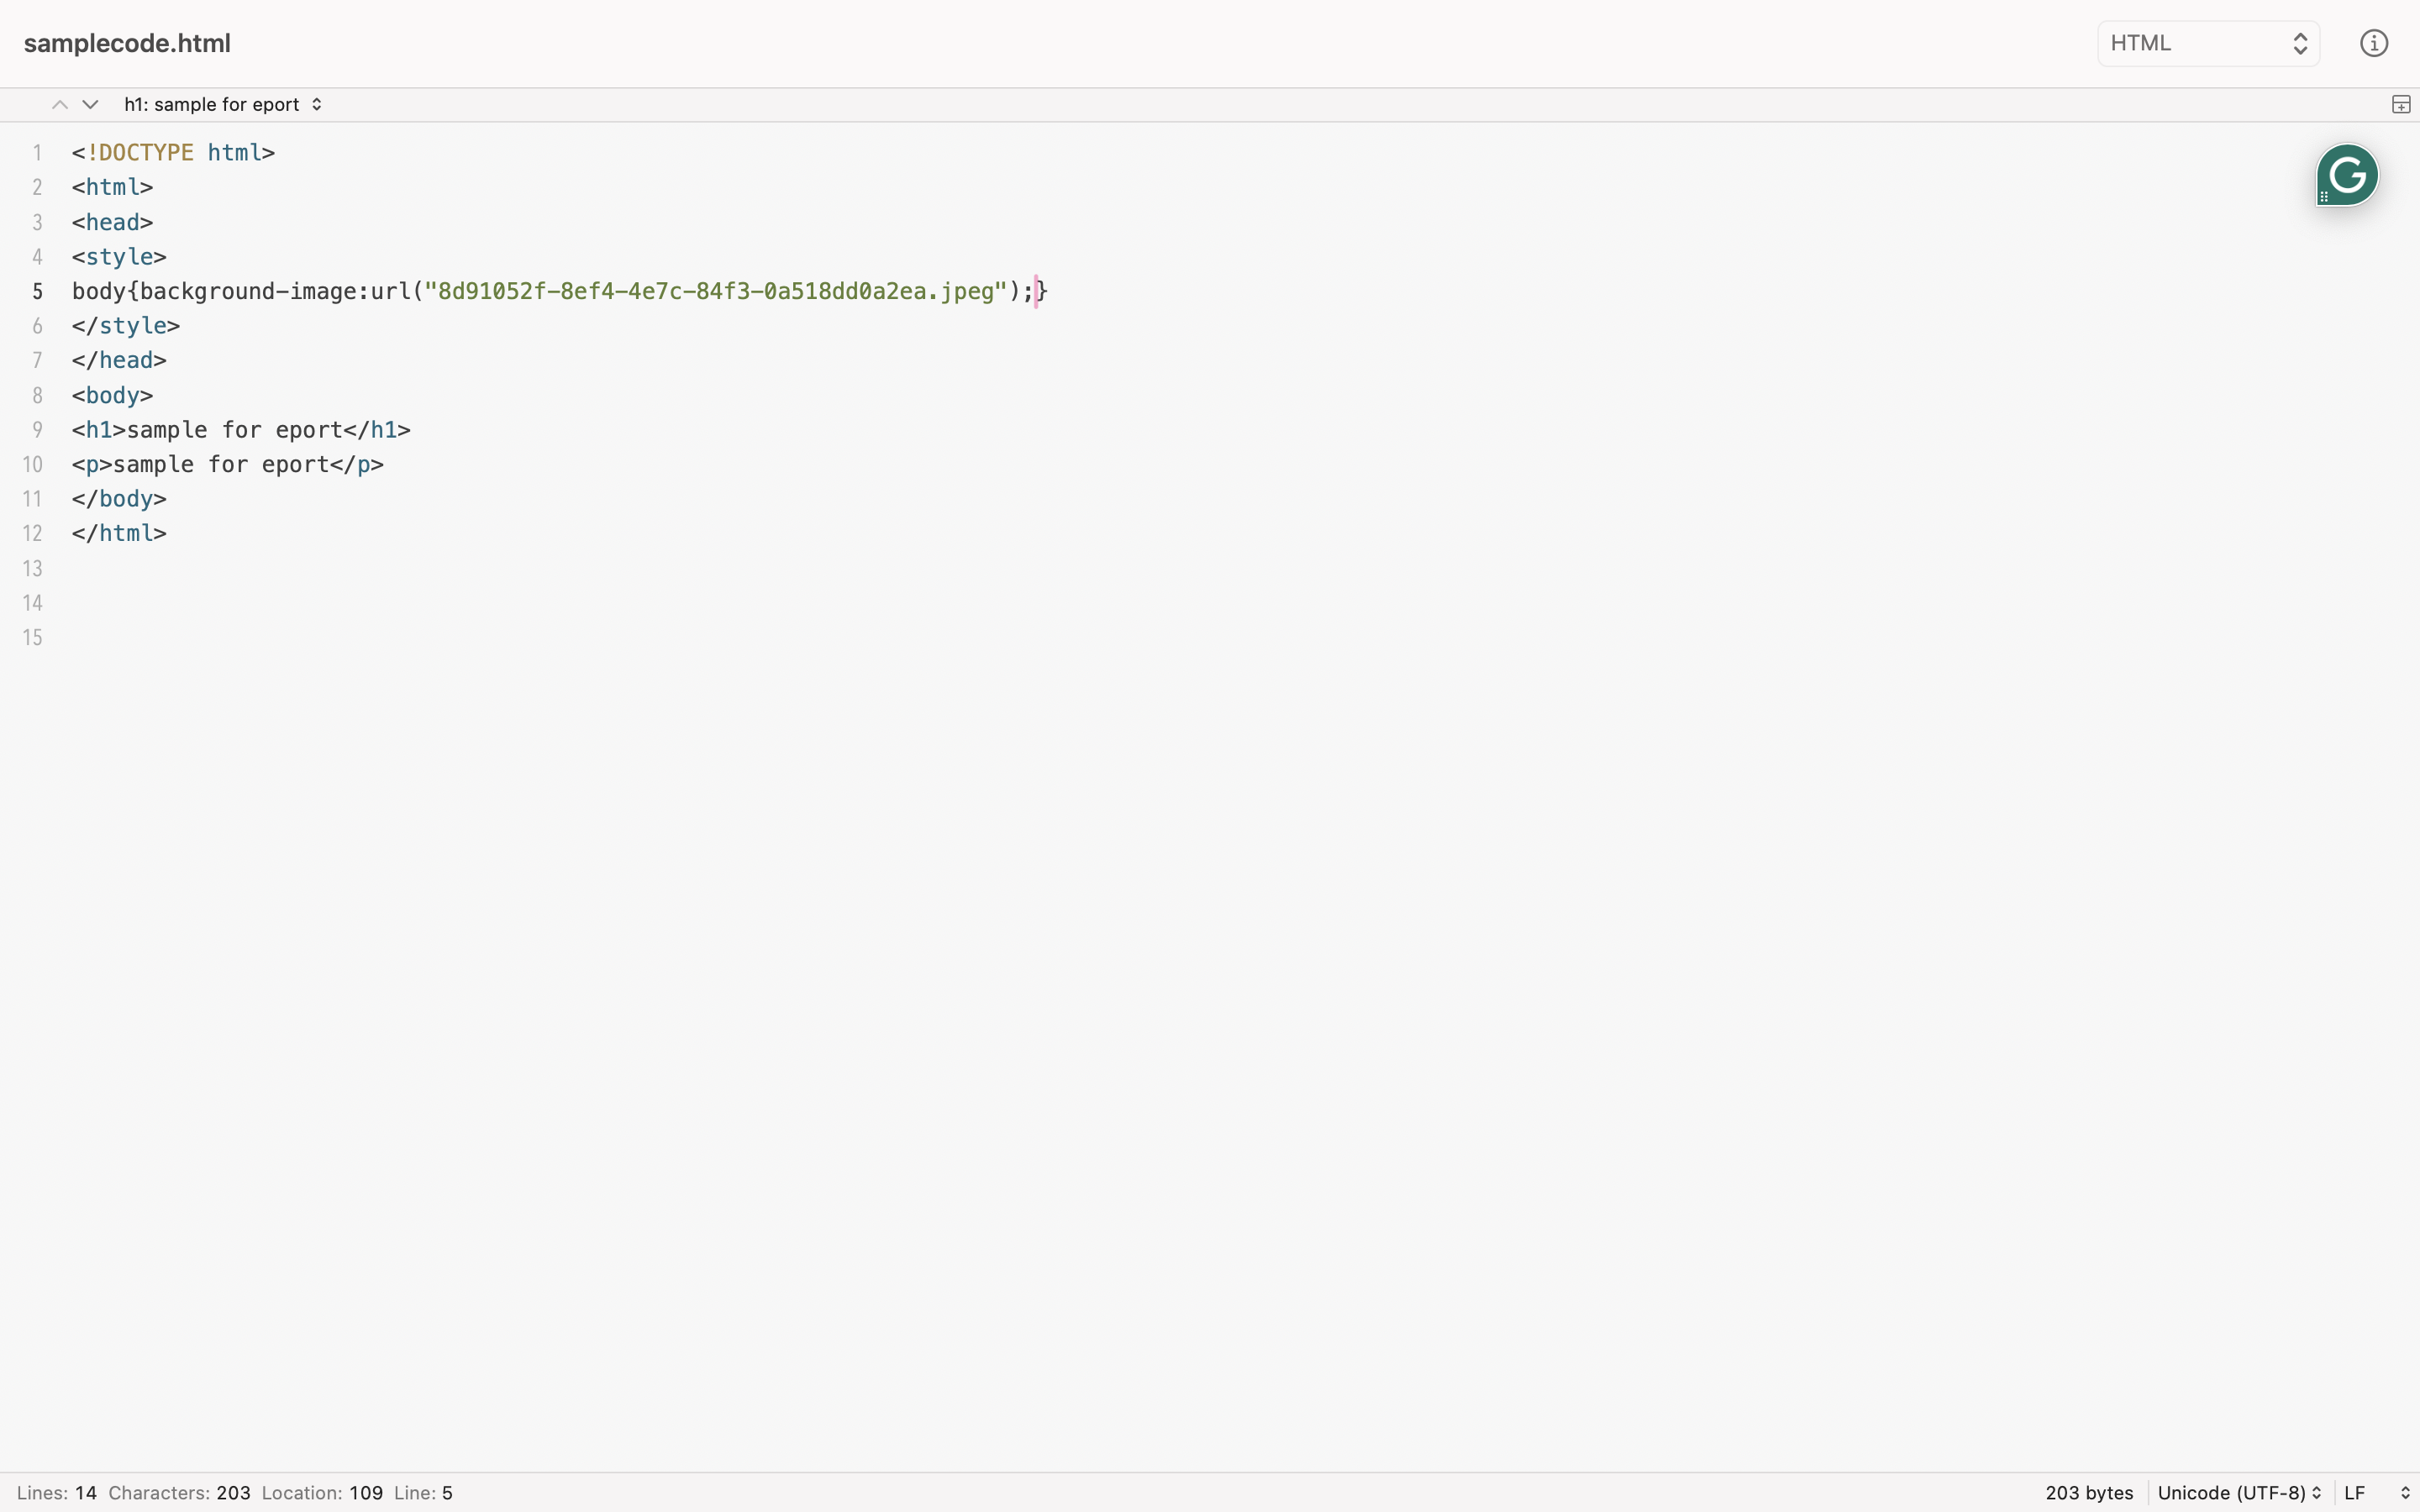 samplecode.html
HTML
h1: sample for eport
1 <!DOCTYPE html>
2 <html>
3 <head>
4 <style>
5 body{background-image:url("8d91052f-8ef4-4e7c-84f3-0a518dd0a2ea.jpeg");}
6 </style>
7 </head>
8 <body>
9 <h1>sample for eport</h1>
10 <p>sample for eport</p>
11 </body>
12 </html>
13
14
15
Lines: 14 Characters: 203 Location: 109 Line: 5
203 bytes Unicode (UTF-8) LF